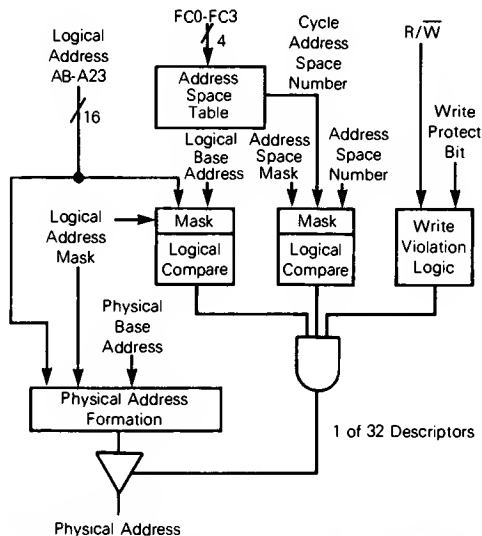 Logical
Address
AB-A23
16
FC0-FC3
4
Address
Space
Table
Cycle
Address
Space
Number
R/W̅
Write
Protect
Bit
Logical
Base
Address
Address
Space
Mask
Address
Space
Number
Logical
Address
Mask
Mask
Logical
Compare
Mask
Logical
Compare
Write
Violation
Logic
Physical
Base
Address
Physical Address
Formation
1 of 32 Descriptors
Physical Address